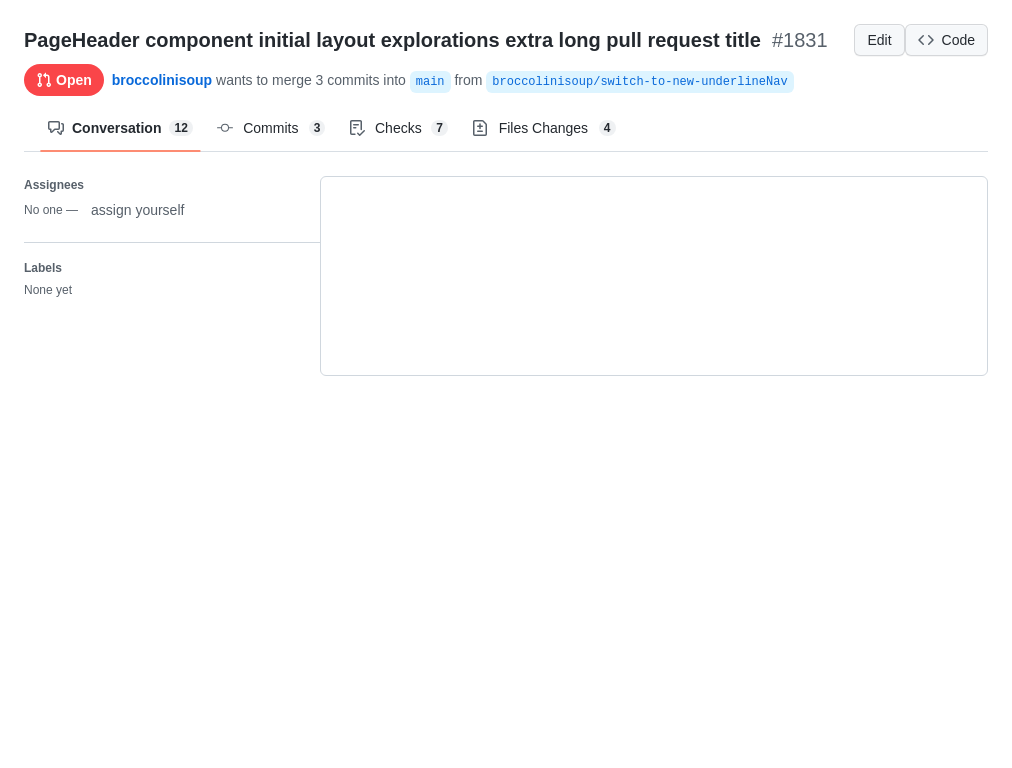 PageHeader component initial layout explorations extra long pull request title #1831
Edit
Code
Open
broccolinisoup wants to merge 3 commits into main from broccolinisoup/switch-to-new-underlineNav
Conversation 12
Commits 3
Checks 7
Files Changes 4
Assignees
No one — assign yourself
Labels
None yet